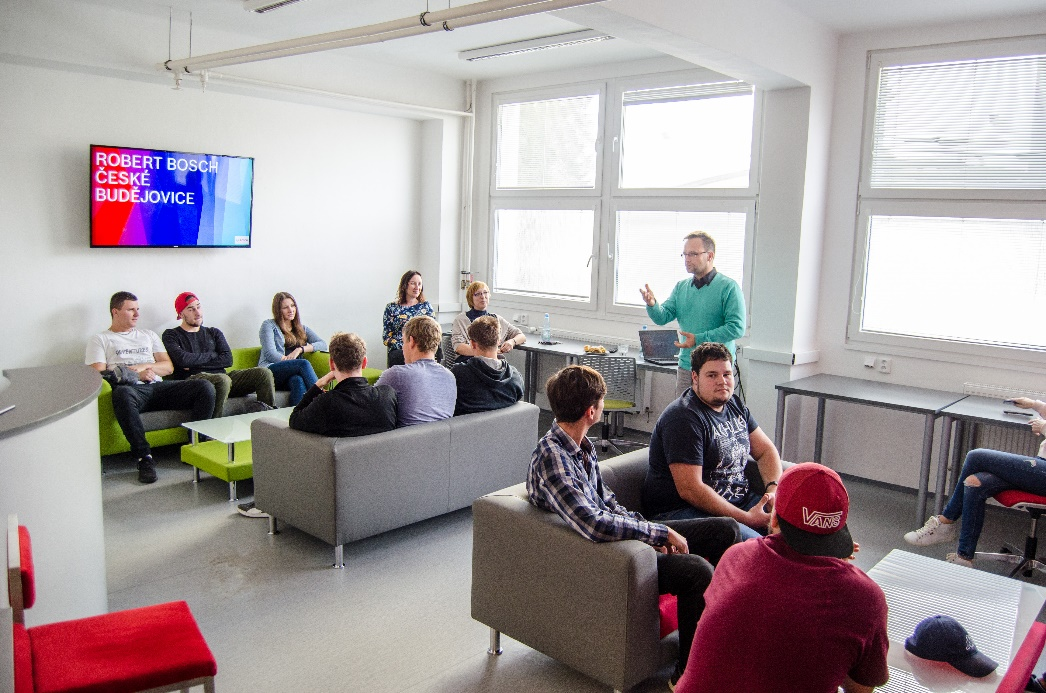 ROBERT BOSCH
ČESKÉ
BUDĚJOVICE
VANS